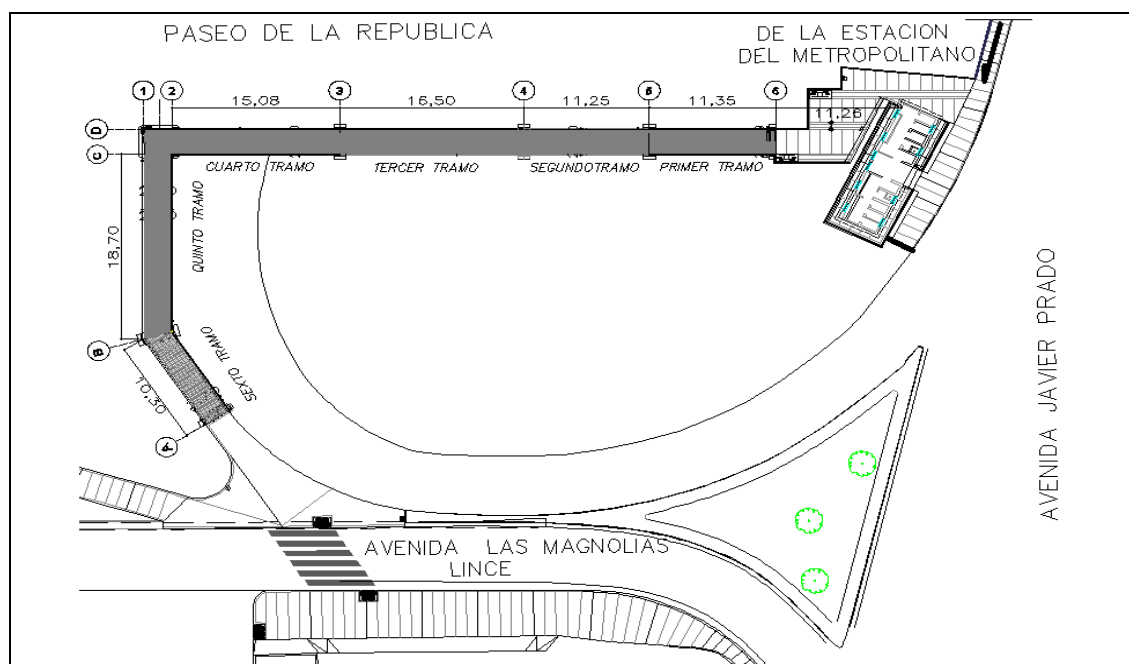 PASEO DE LA REPUBLICA
DE LA ESTACION
DEL METROPOLITANO
1
2
3
4
5
6
15,08
16,50
11,25
11,35
11,26
D
C
CUARTO TRAMO
TERCER TRAMO
SEGUNDO TRAMO
PRIMER TRAMO
QUINTO TRAMO
18,70
B
SEXTO TRAMO
10,30
A
AVENIDA JAVIER PRADO
AVENIDA LAS MAGNOLIAS
LINCE